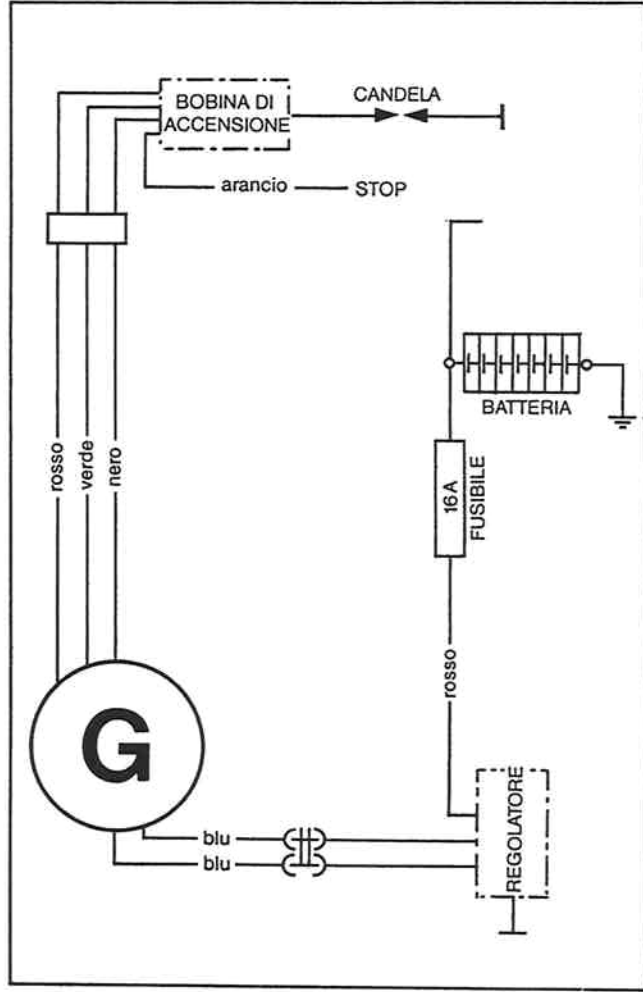 BOBINA DI
ACCENSIONE
CANDELA
arancio
STOP
rosso
verde
nero
BATTERIA
16A
FUSIBILE
rosso
G
blu
blu
REGOLATORE